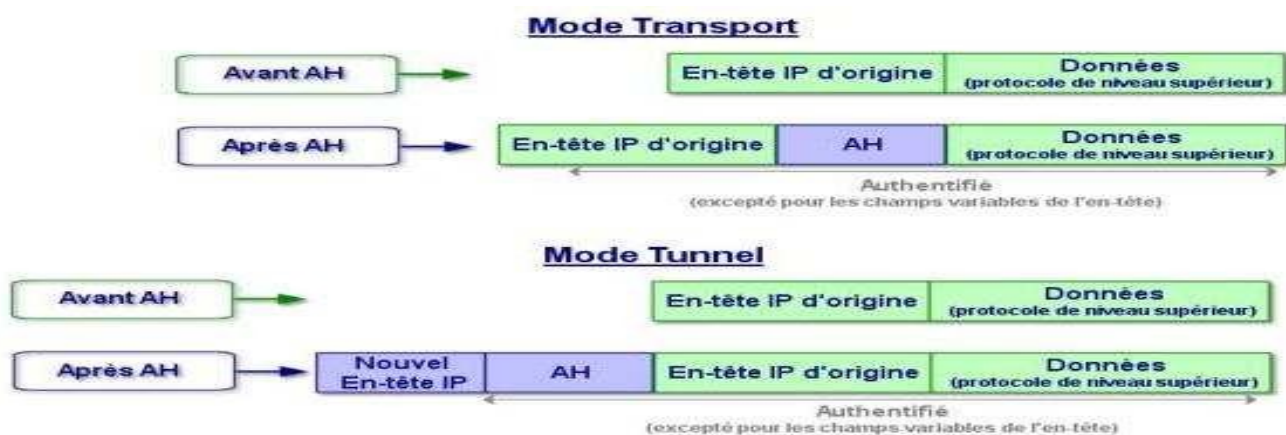 Mode Transport
Avant AH
En-tête IP d'origine
Données
(protocole de niveau supérieur)
Après AH
En-tête IP d'origine
AH
Données
(protocole de niveau supérieur)
Authentifié
(excepté pour les champs variables de l'en-tête)
Mode Tunnel
Avant AH
En-tête IP d'origine
Données
(protocole de niveau supérieur)
Après AH
Nouvel
En-tête IP
AH
En-tête IP d'origine
Données
(protocole de niveau supérieur)
Authentifié
(excepté pour les champs variables de l'en-tête)